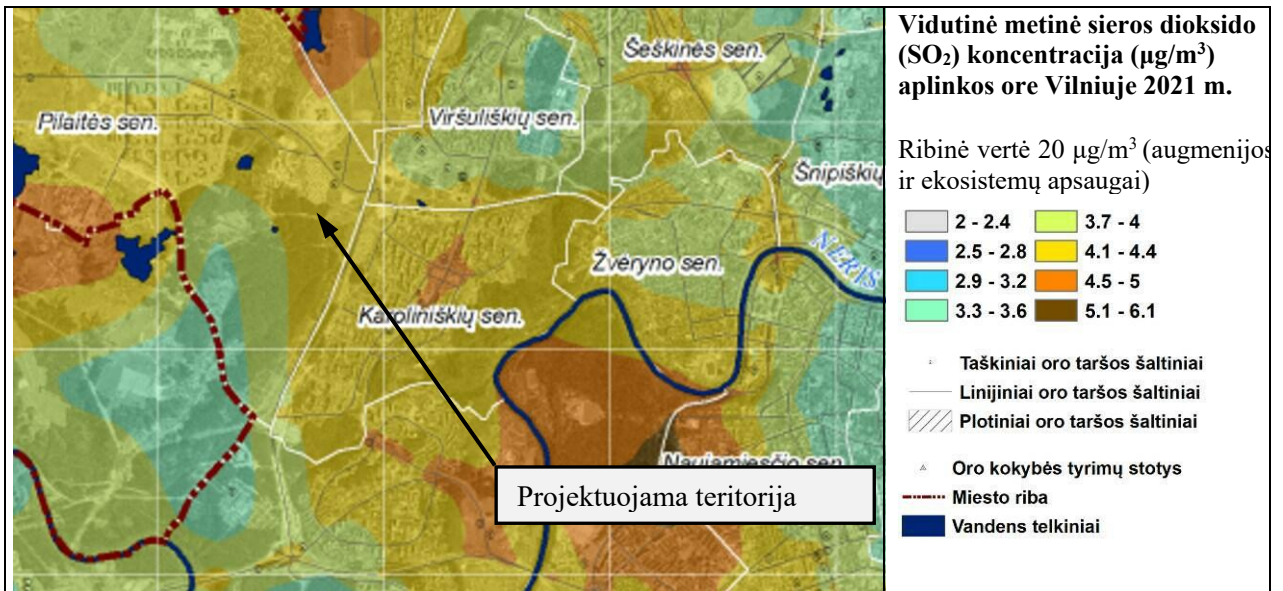 Šeškinės sen.
Pilaitės sen.
Viršuliškių sen.
Šnipiškių
Žvėryno sen.
NERIS
Karoliniškių sen.
Naujamiesčio sen.
Projektuojama teritorija
Vidutinė metinė sieros dioksido
(SO₂) koncentracija (µg/m³)
aplinkos ore Vilniuje 2021 m.
Ribinė vertė 20 µg/m³ (augmenijos
ir ekosistemų apsaugai)
2 - 2.4
3.7 - 4
2.5 - 2.8
4.1 - 4.4
2.9 - 3.2
4.5 - 5
3.3 - 3.6
5.1 - 6.1
Taškiniai oro taršos šaltiniai
Linijiniai oro taršos šaltiniai
Plotiniai oro taršos šaltiniai
Oro kokybės tyrimų stotys
Miesto riba
Vandens telkiniai